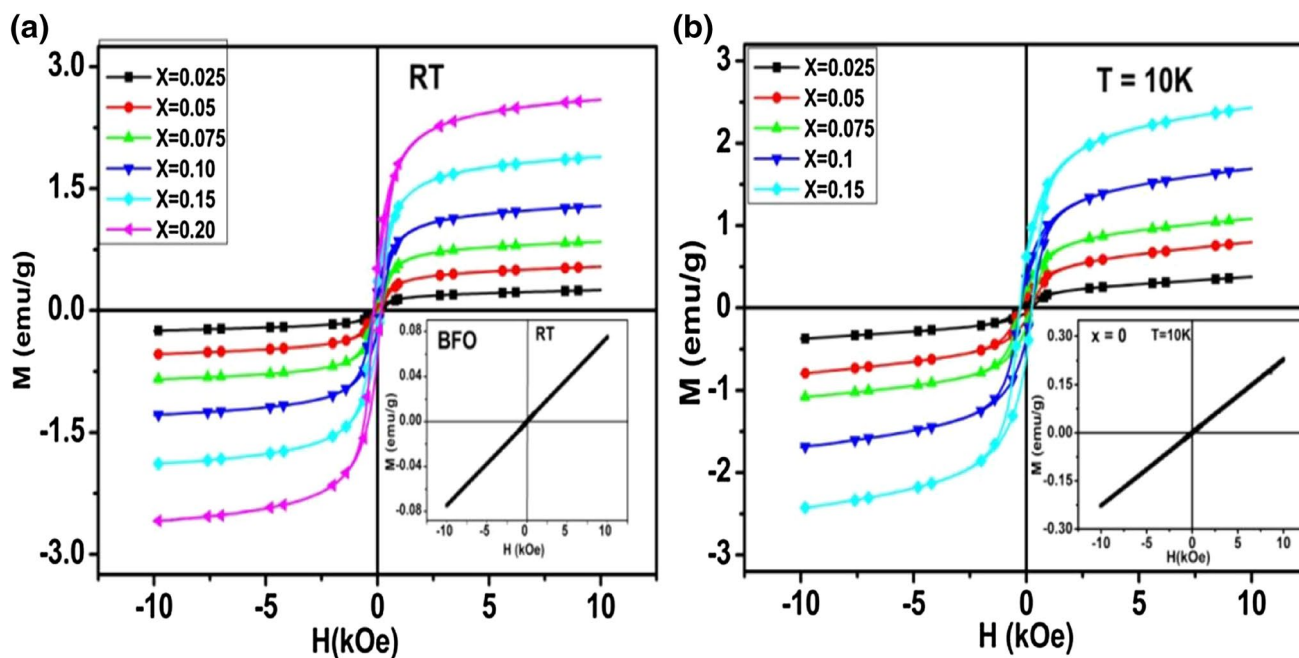 (a)
RT
X=0.025
X=0.05
X=0.075
X=0.10
X=0.15
X=0.20
3.0
1.5
0.0
-1.5
-3.0
M (emu/g)
-10 -5 0 5 10
H(kOe)
BFO RT
0.08
0.04
0.00
-0.04
-0.08
M (emu/g)
-10 -5 0 5 10
H (kOe)
(b)
T = 10K
X=0.025
X=0.05
X=0.075
X=0.1
X=0.15
3
2
1
0
-1
-2
-3
M (emu/g)
-10 -5 0 5 10
H (kOe)
x = 0 T=10K
0.30
0.15
0.00
-0.15
-0.30
M (emu/g)
-10 -5 0 5 10
H(kOe)